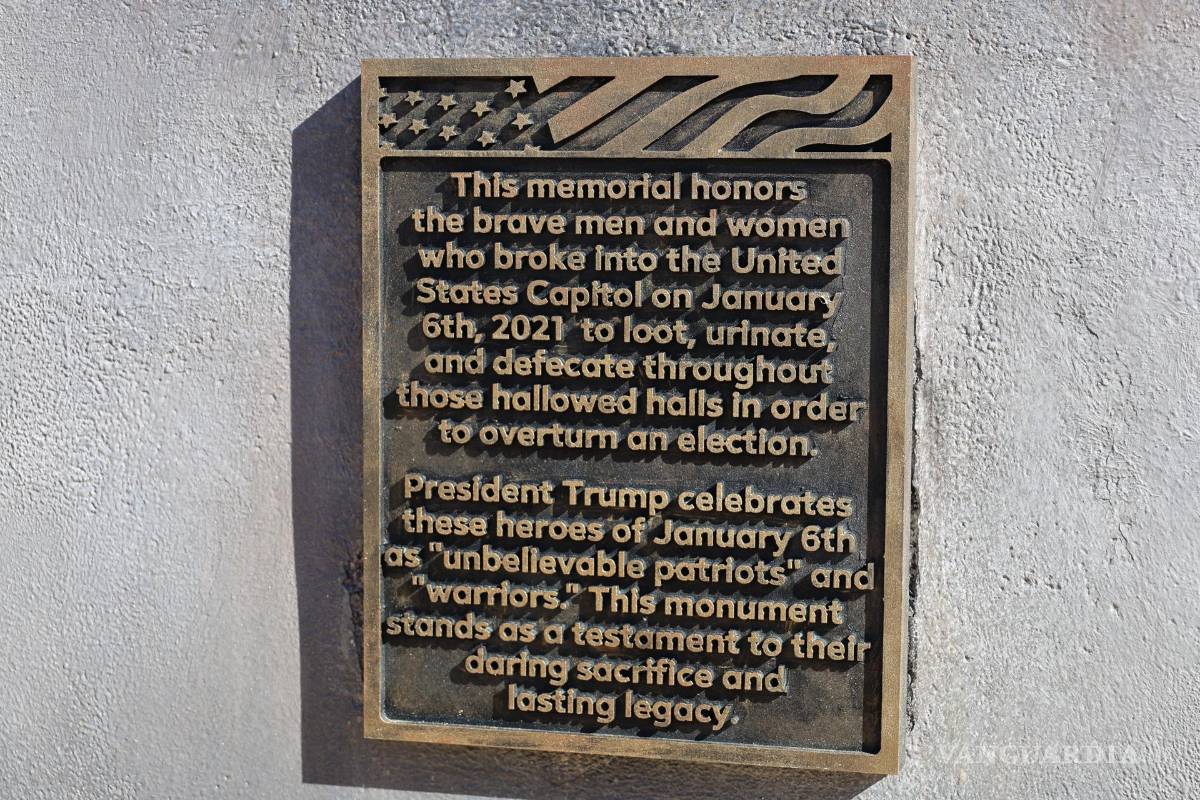 This memorial honors
the brave men and women
who broke into the United
States Capitol on January
6th, 2021 to loot, urinate,
and defecate throughout
those hallowed halls in order
to overturn an election.
President Trump celebrates
these heroes of January 6th
as "unbelievable patriots" and
"warriors." This monument
stands as a testament to their
daring sacrifice and
lasting legacy.
VANGUARDIA